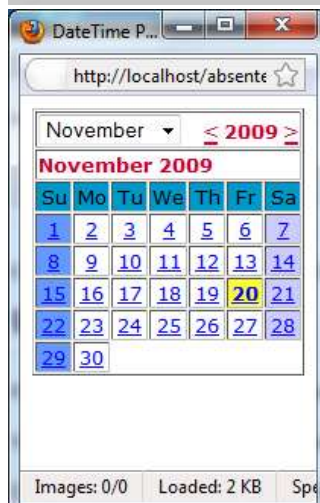 DateTime P...
http://localhost/absente
November < 2009 >
November 2009
Su Mo Tu We Th Fr Sa
1 2 3 4 5 6 7
8 9 10 11 12 13 14
15 16 17 18 19 20 21
22 23 24 25 26 27 28
29 30
Images: 0/0 Loaded: 2 KB Spe